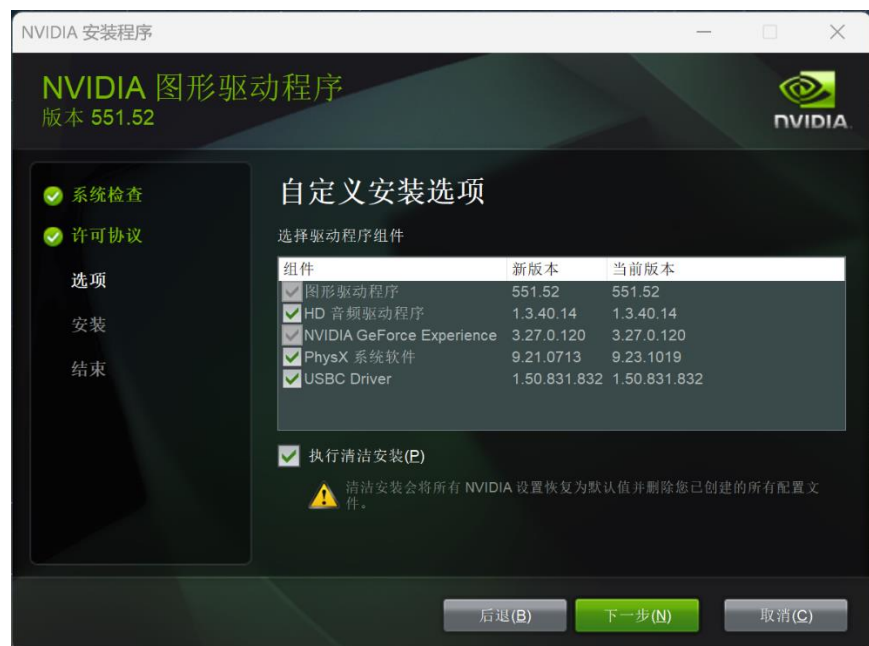 NVIDIA 安装程序
NVIDIA 图形驱动程序
版本 551.52
NVIDIA.
系统检查
许可协议
选项
安装
结束
自定义安装选项
选择驱动程序组件
组件 新版本 当前版本
图形驱动程序 551.52 551.52
HD 音频驱动程序 1.3.40.14 1.3.40.14
NVIDIA GeForce Experience 3.27.0.120 3.27.0.120
PhysX 系统软件 9.21.0713 9.23.1019
USBC Driver 1.50.831.832 1.50.831.832
执行清洁安装(P)
清洁安装会将所有 NVIDIA 设置恢复为默认值并删除您已创建的所有配置文
件。
后退(B) 下一步(N) 取消(C)